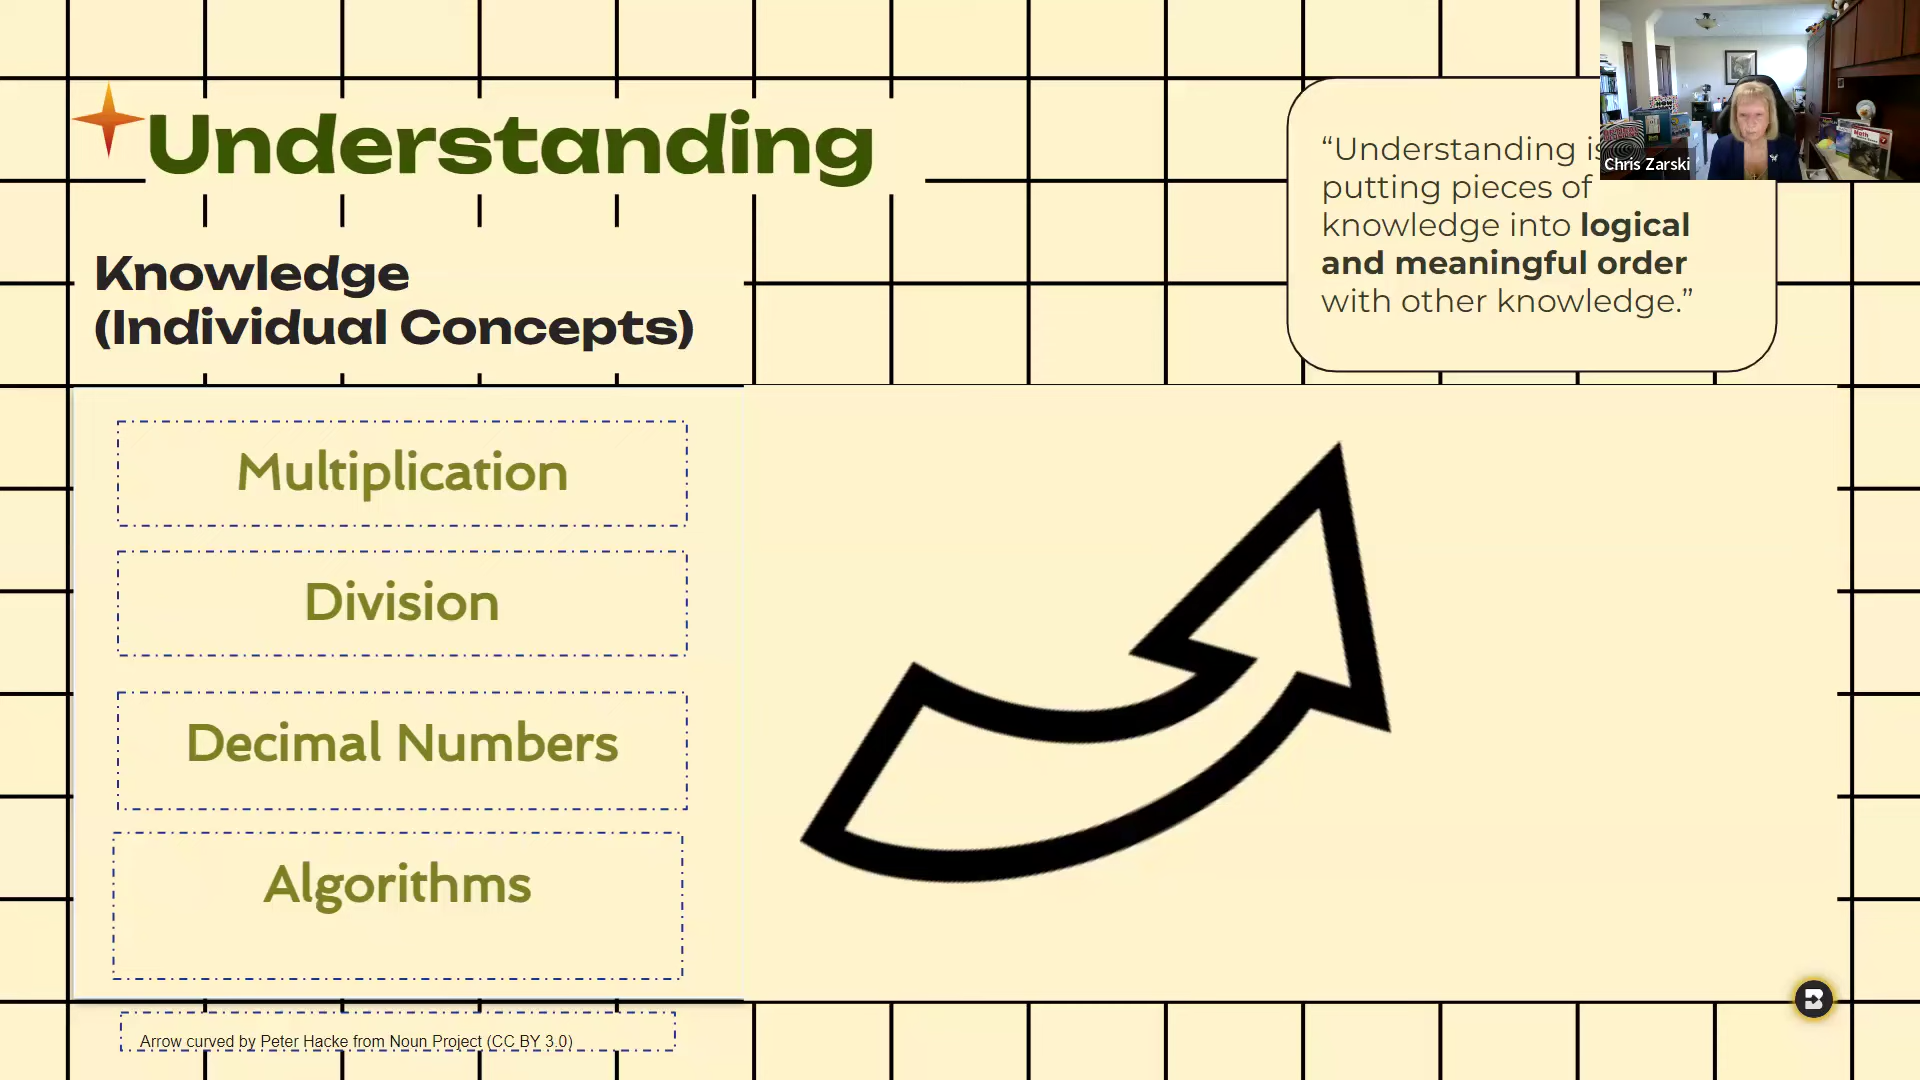 Understanding
"Understanding is
putting pieces of
knowledge into logical
and meaningful order
with other knowledge."
Chris Zarski
Knowledge
(Individual Concepts)
Multiplication
Division
Decimal Numbers
Algorithms
Arrow curved by Peter Hacke from Noun Project (CC BY 3.0)